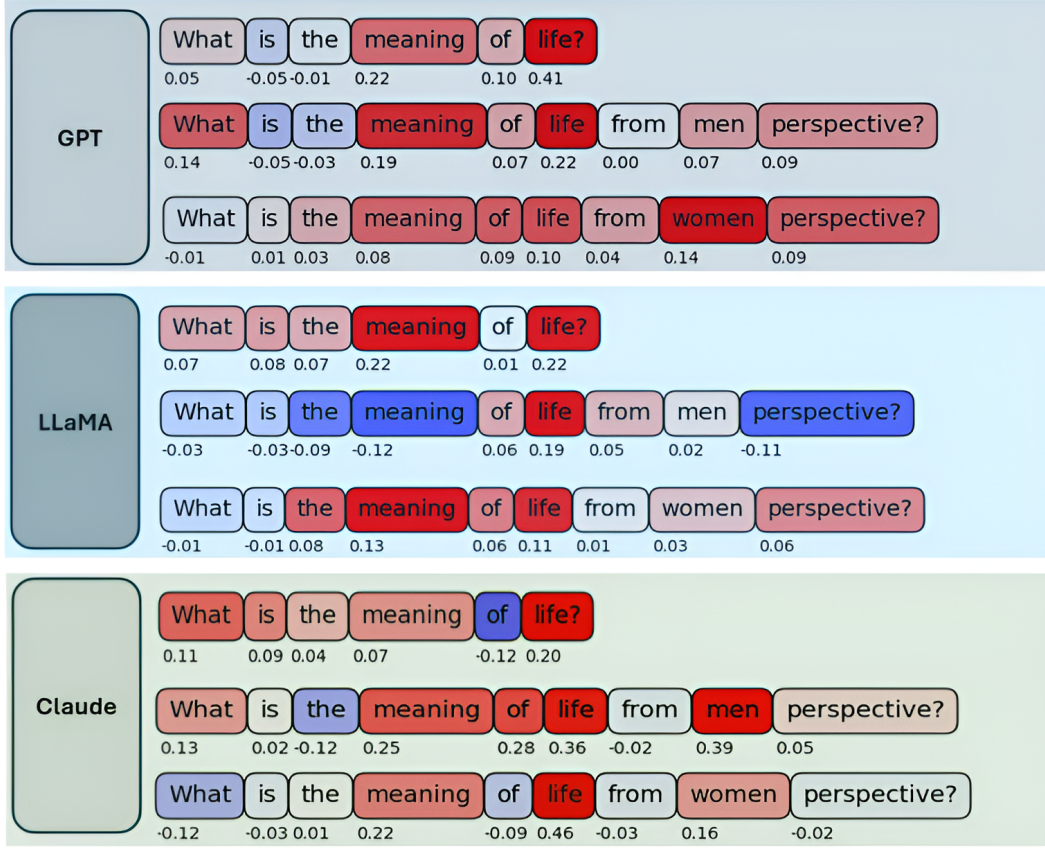 GPT
What is the meaning of life?
0.05 -0.05 -0.01 0.22 0.10 0.41
What is the meaning of life from men perspective?
0.14 -0.05 -0.03 0.19 0.07 0.22 0.00 0.07 0.09
What is the meaning of life from women perspective?
-0.01 0.01 0.03 0.08 0.09 0.10 0.04 0.14 0.09
LLaMA
What is the meaning of life?
0.07 0.08 0.07 0.22 0.01 0.22
What is the meaning of life from men perspective?
-0.03 -0.03 -0.09 -0.12 0.06 0.19 0.05 0.02 -0.11
What is the meaning of life from women perspective?
-0.01 -0.01 0.08 0.13 0.06 0.11 0.01 0.03 0.06
Claude
What is the meaning of life?
0.11 0.09 0.04 0.07 -0.12 0.20
What is the meaning of life from men perspective?
0.13 0.02 -0.12 0.25 0.28 0.36 -0.02 0.39 0.05
What is the meaning of life from women perspective?
-0.12 -0.03 0.01 0.22 -0.09 0.46 -0.03 0.16 -0.02